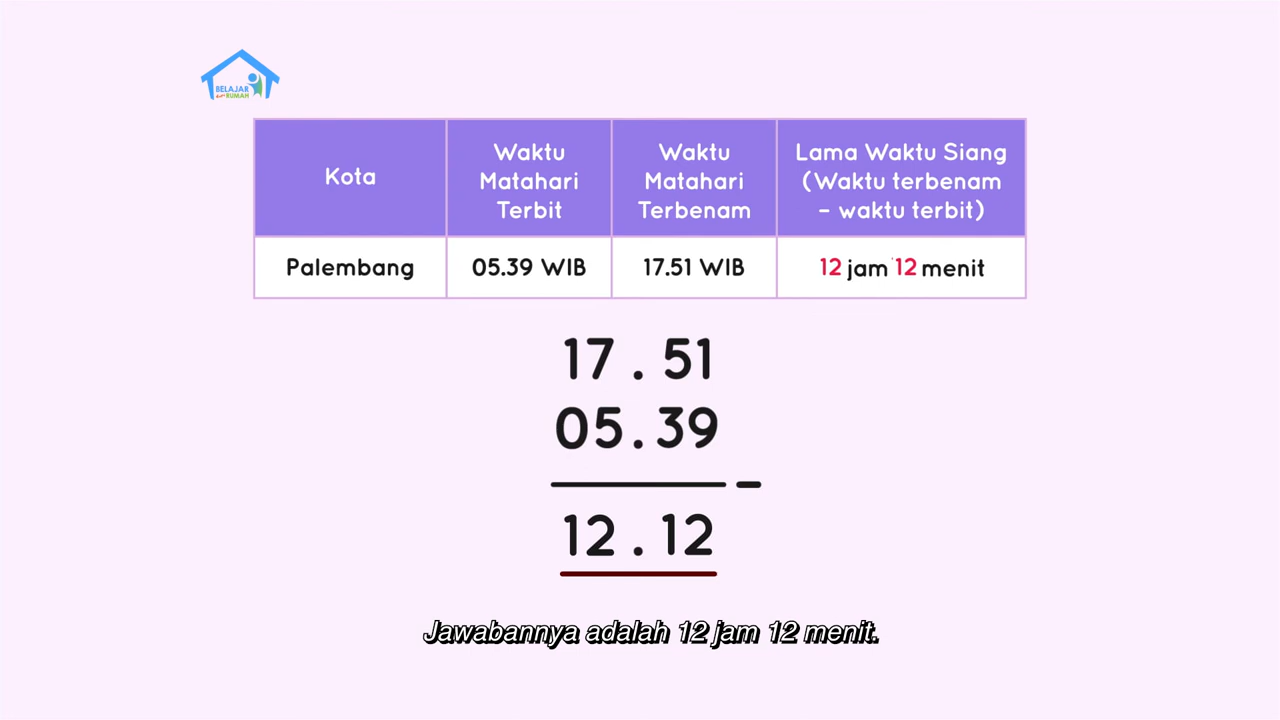 BELAJAR
dari RUMAH
Kota
Waktu
Matahari
Terbit
Waktu
Matahari
Terbenam
Lama Waktu Siang
(Waktu terbenam
– waktu terbit)
Palembang
05.39 WIB
17.51 WIB
12 jam 12 menit
17 . 51
05 . 39
–
12 . 12
Jawabannya adalah 12 jam 12 menit.